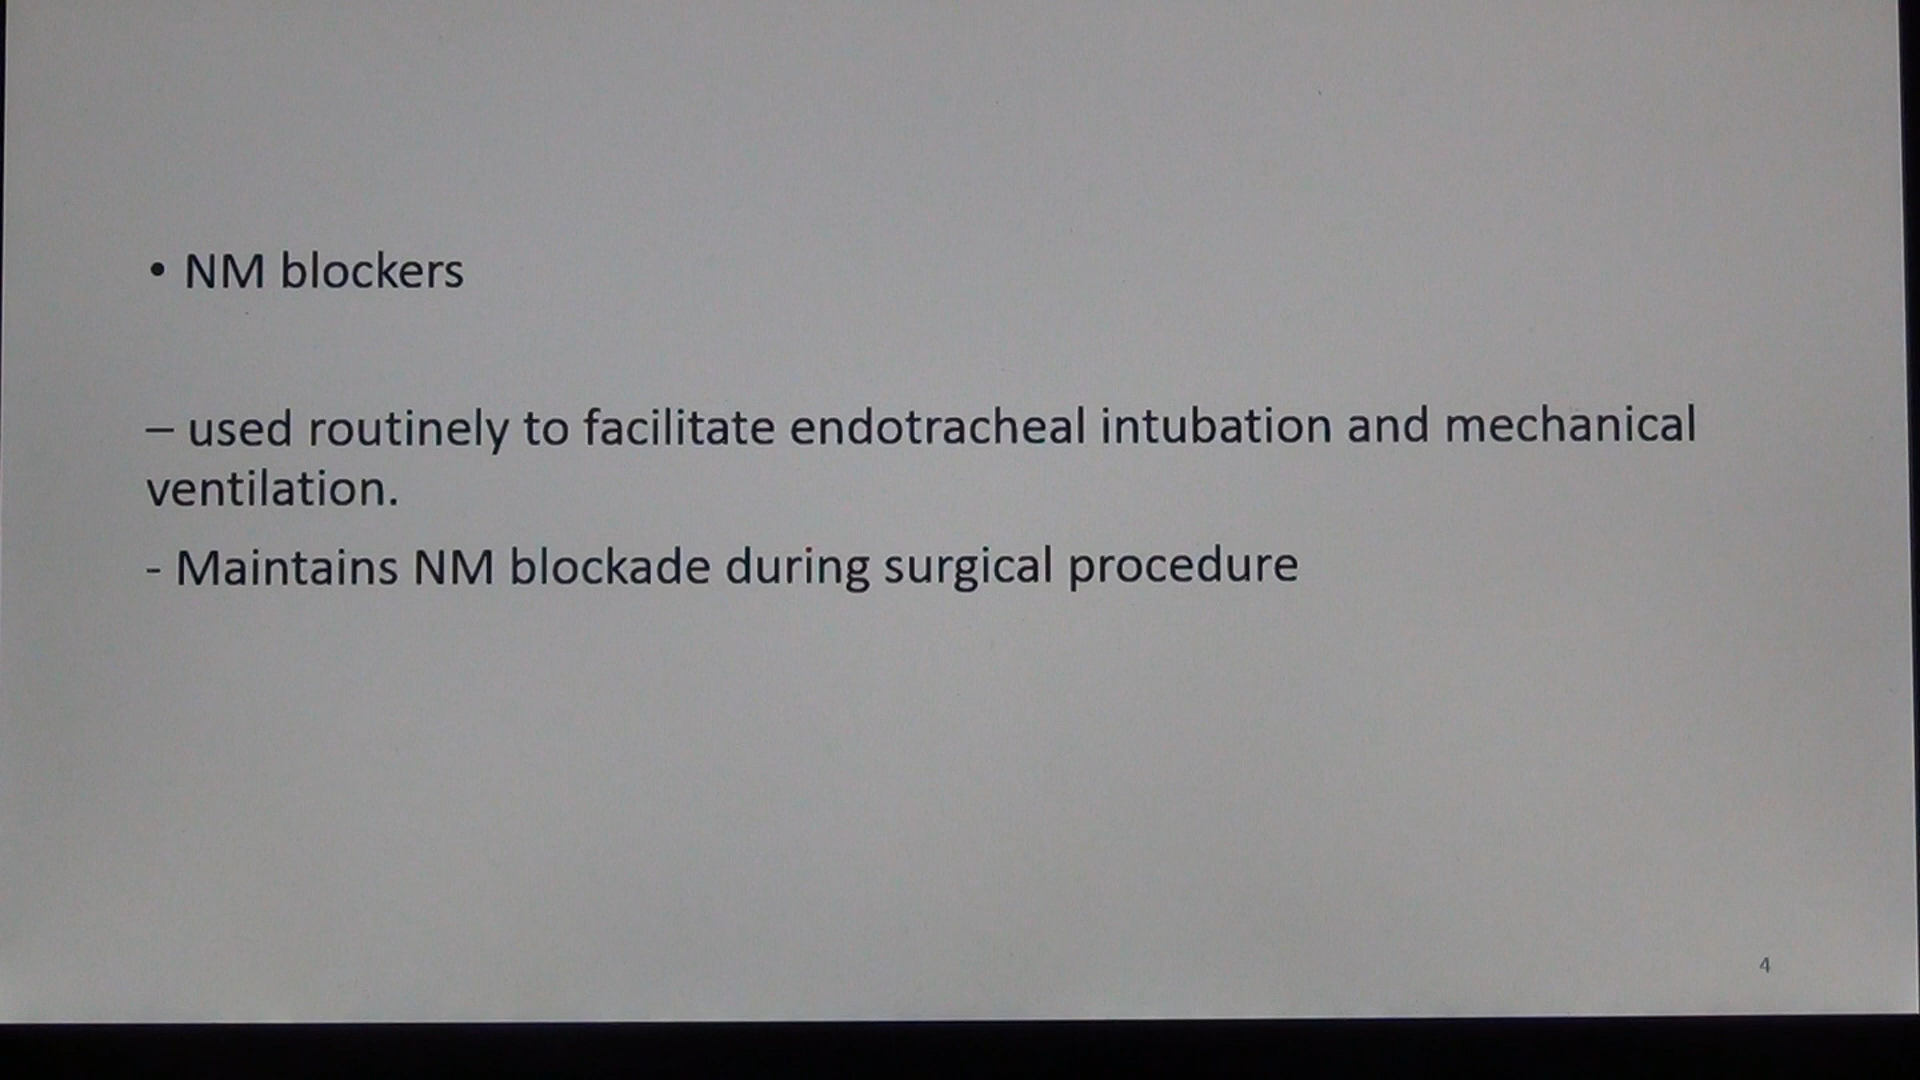 • NM blockers
– used routinely to facilitate endotracheal intubation and mechanical
ventilation.
- Maintains NM blockade during surgical procedure
4